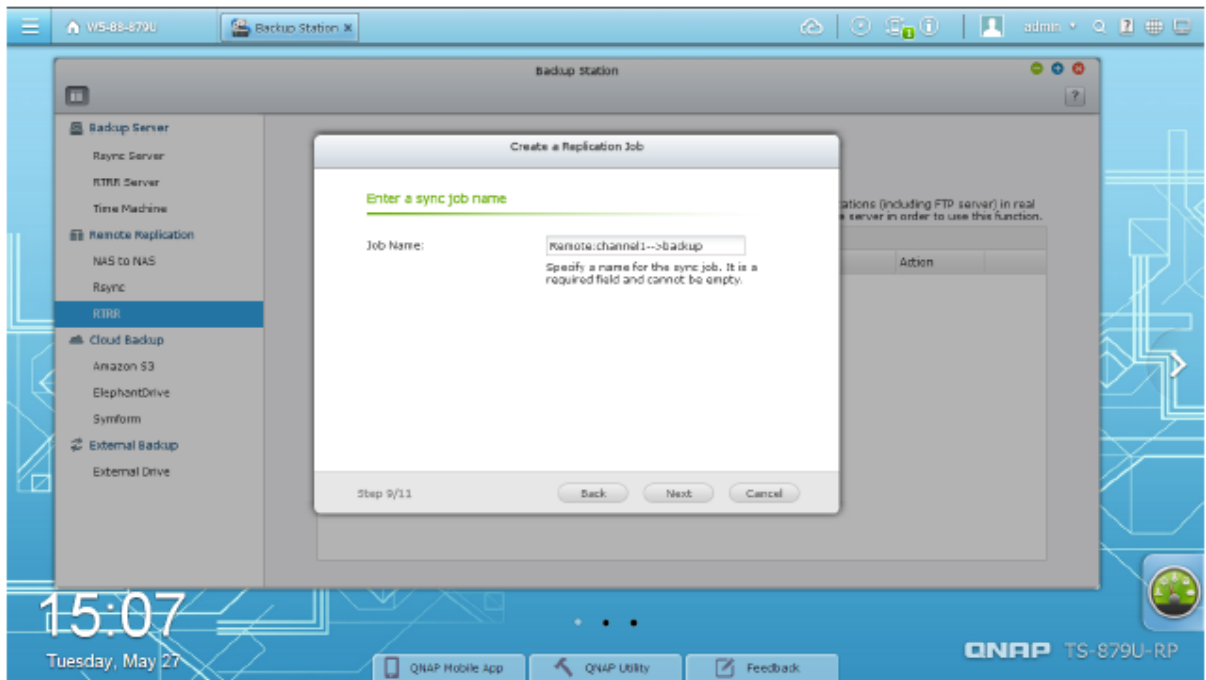 W5-88-879U
Backup Station
1
admin
Backup Station
?
Backup Server
Rsync Server
RTRR Server
Time Machine
Remote Replication
NAS to NAS
Rsync
RTRR
Cloud Backup
Amazon S3
ElephantDrive
Symform
External Backup
External Drive
ations (including FTP server) in real
server in order to use this function.
Action
Create a Replication Job
Enter a sync job name
Job Name:
Remote:channel1-->backup
Specify a name for the sync job. It is a
required field and cannot be empty.
Step 9/11
Back
Next
Cancel
15:07
Tuesday, May 27
QNAP Mobile App
QNAP Utility
Feedback
QNAP TS-879U-RP